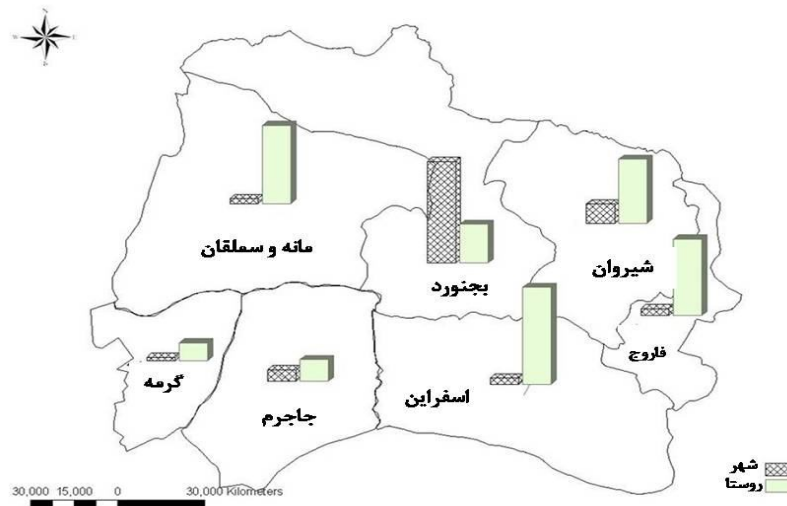 مانه و سملقان
بجنورد
شیروان
فاروج
گرمه
جاجرم
اسفراین
شهر
روستا
30,000 15,000 0 30,000 Kilometers